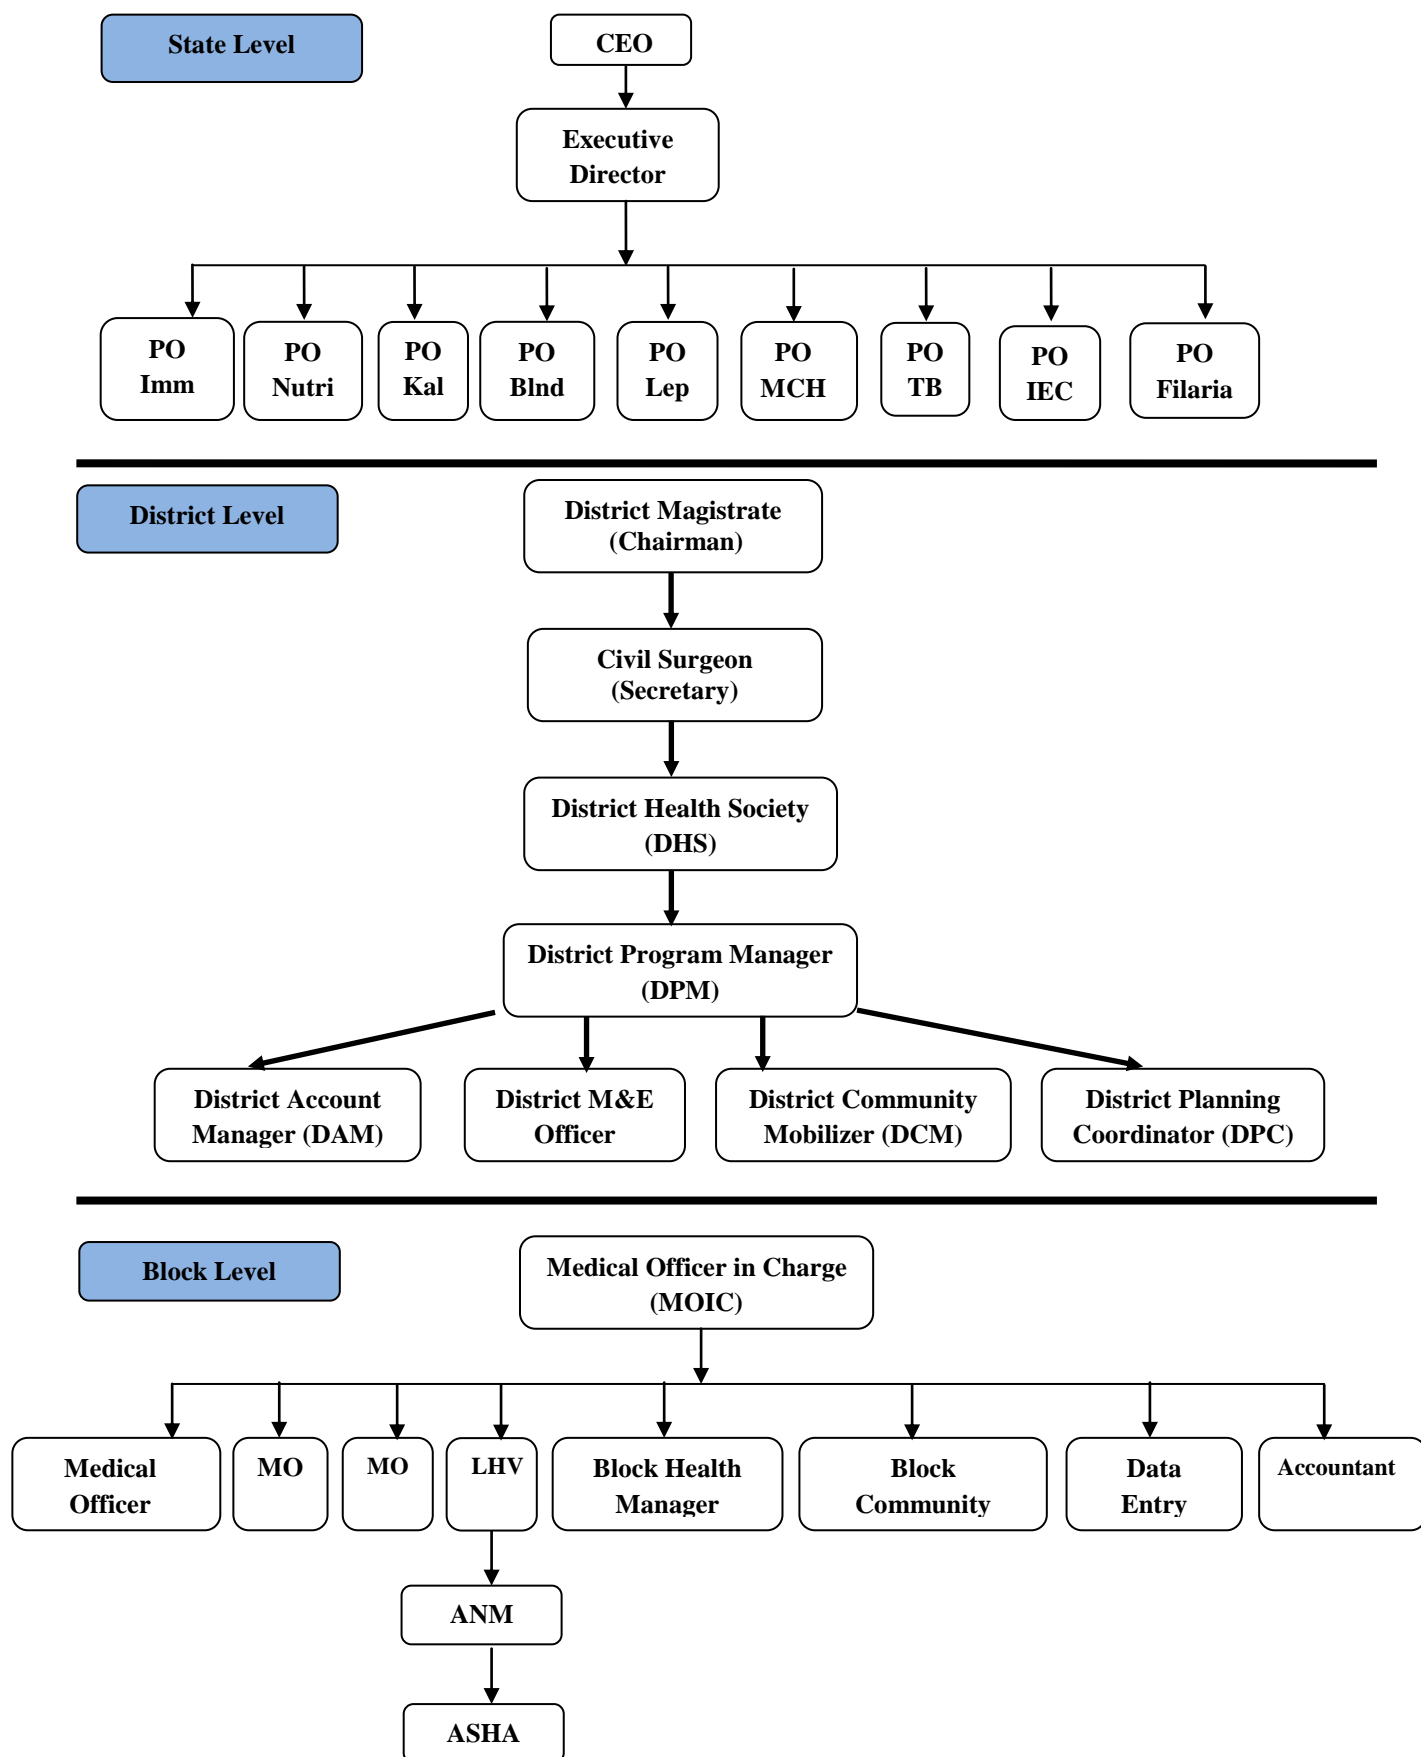 State Level
CEO
Executive
Director
PO
Imm
PO
Nutri
PO
Kal
PO
Blnd
PO
Lep
PO
MCH
PO
TB
PO
IEC
PO
Filaria
District Level
District Magistrate
(Chairman)
Civil Surgeon
(Secretary)
District Health Society
(DHS)
District Program Manager
(DPM)
District Account
Manager (DAM)
District M&E
Officer
District Community
Mobilizer (DCM)
District Planning
Coordinator (DPC)
Block Level
Medical Officer in Charge
(MOIC)
Medical
Officer
MO
MO
LHV
Block Health
Manager
Block
Community
Data
Entry
Accountant
ANM
ASHA